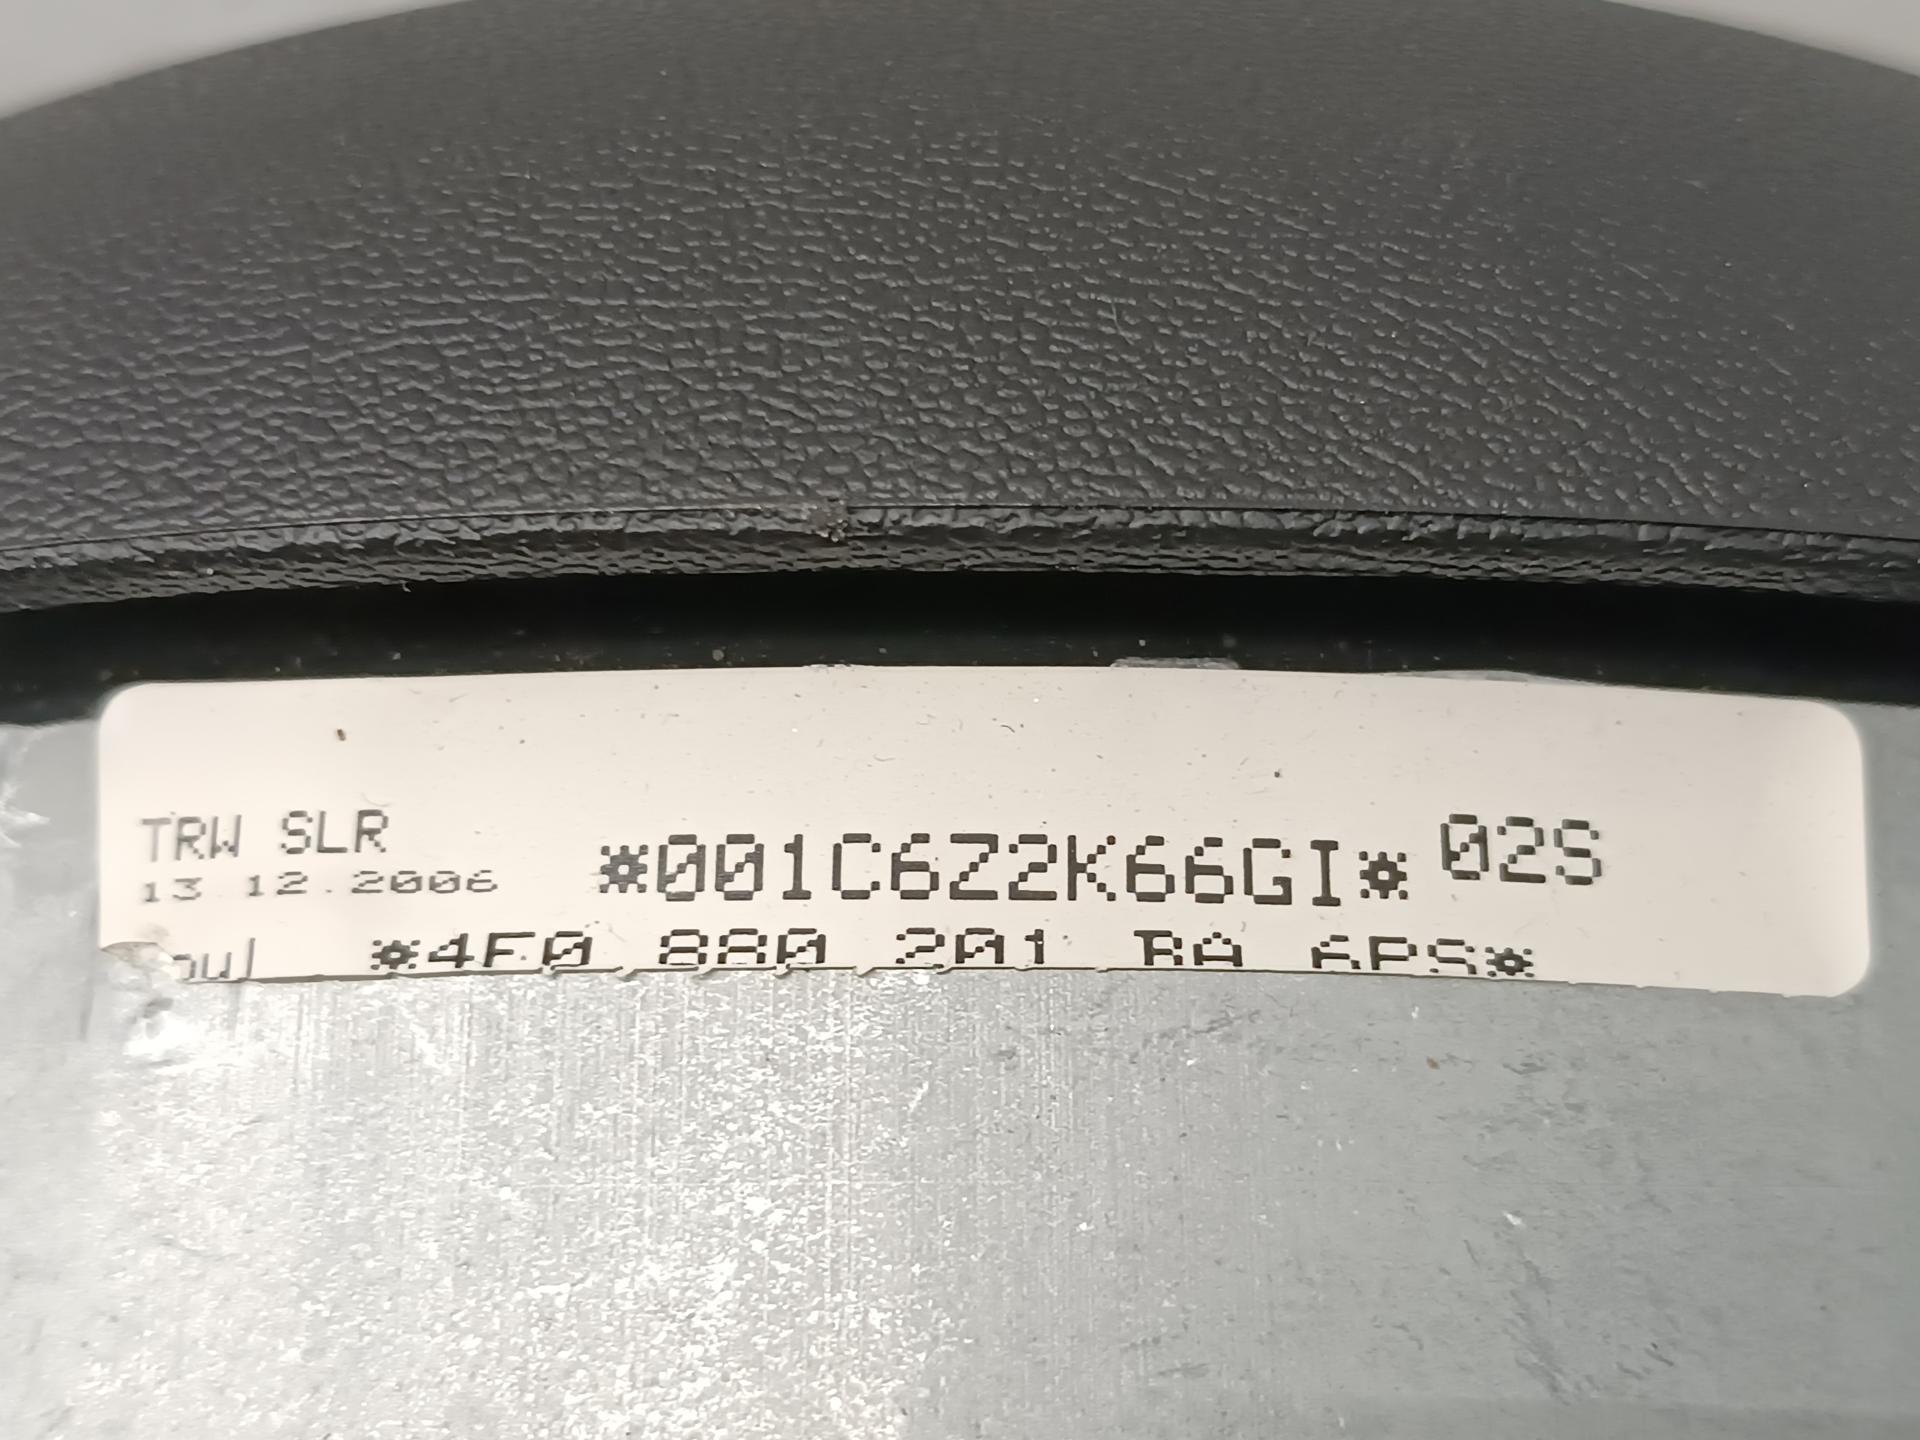 TRW SLR
13.12.2006
*001C6Z2K66GI* 02S
*4F0 880 201 BA 6PS*